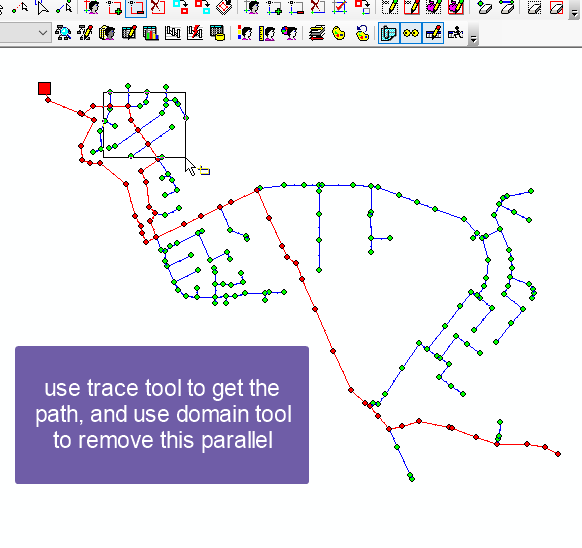 use trace tool to get the
path, and use domain tool
to remove this parallel